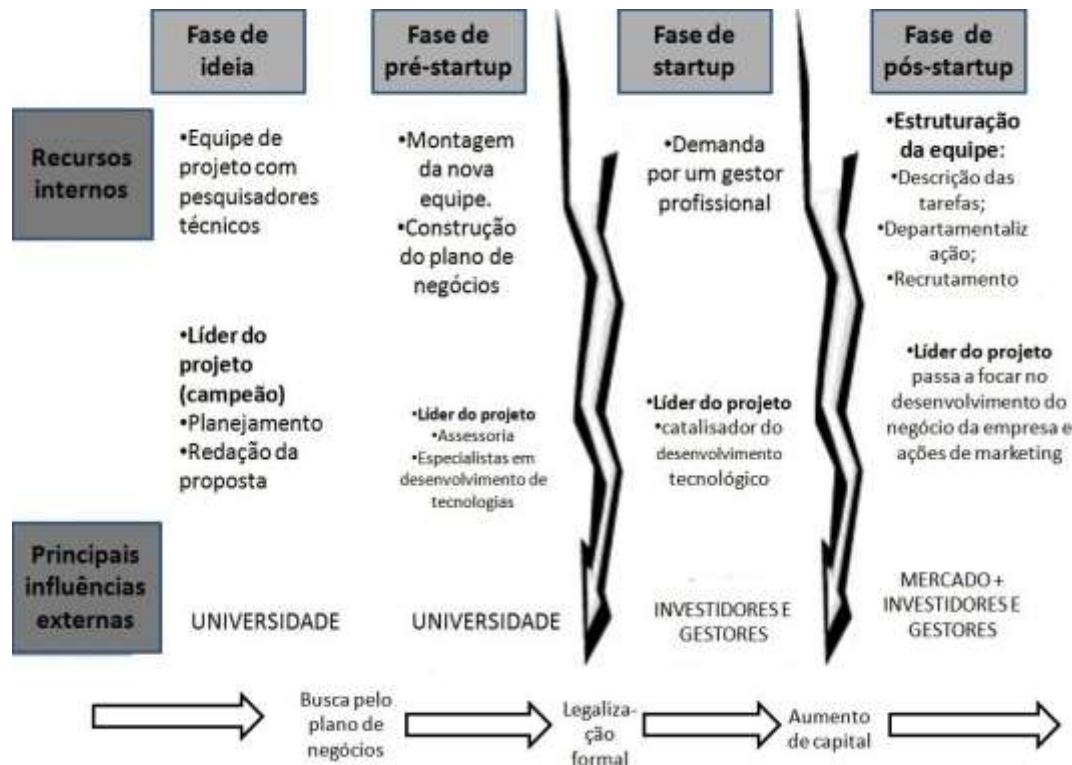 Fase de
ideia
Fase de
pré-startup
Fase de
startup
Fase de
pós-startup
Recursos
internos
•Equipe de
projeto com
pesquisadores
técnicos
•Montagem
da nova
equipe.
•Construção
do plano de
negócios
•Demanda
por um gestor
profissional
•Estruturação
da equipe:
•Descrição das
tarefas;
•Departamentaliz
ação;
•Recrutamento
•Líder do
projeto
(campeão)
•Planejamento
•Redação da
proposta
•Líder do projeto
•Assessoria
•Especialistas em
desenvolvimento de
tecnologias
•Líder do projeto
•catalisador do
desenvolvimento
tecnológico
•Líder do projeto
passa a focar no
desenvolvimento do
negócio da empresa e
ações de marketing
Principais
influências
externas
UNIVERSIDADE
UNIVERSIDADE
INVESTIDORES E
GESTORES
MERCADO +
INVESTIDORES E
GESTORES
Busca pelo
plano de
negócios
Legaliza-
ção
formal
Aumento
de capital